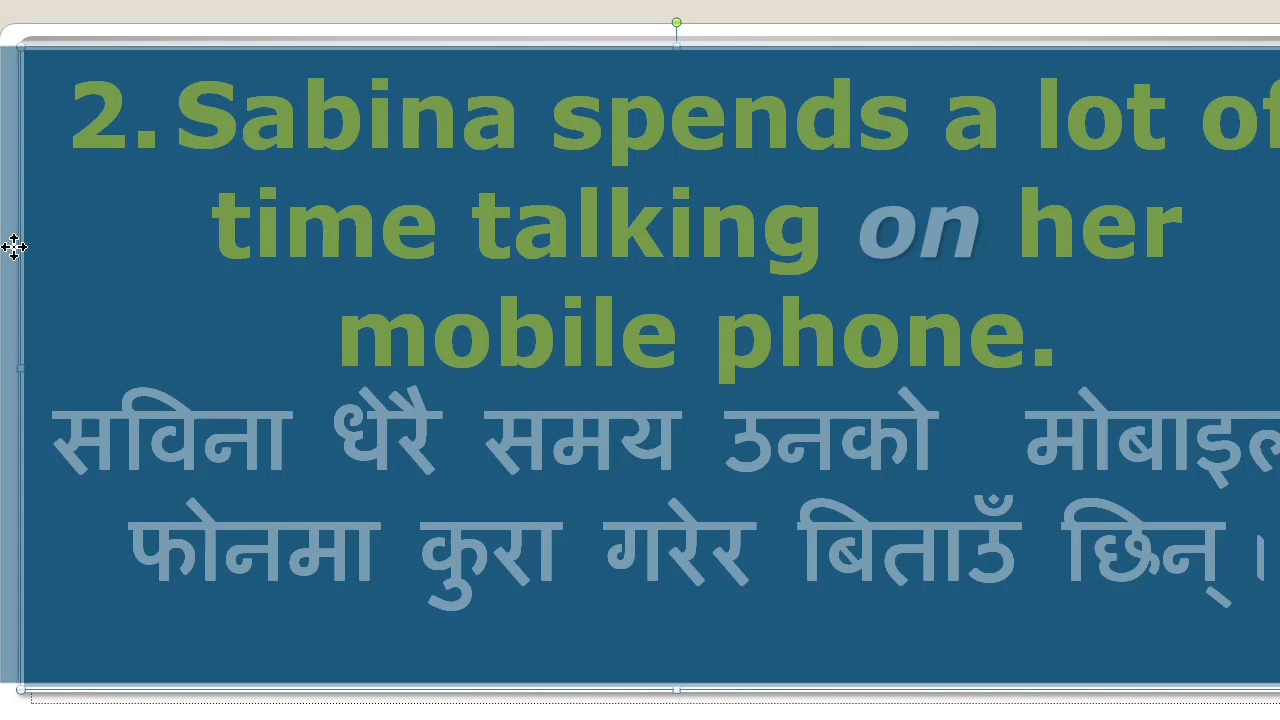 2. Sabina spends a lot of
time talking on her
mobile phone.
सविना धेरै समय उनको मोबाइल
फोनमा कुरा गरेर बिताउँ छिन् ।